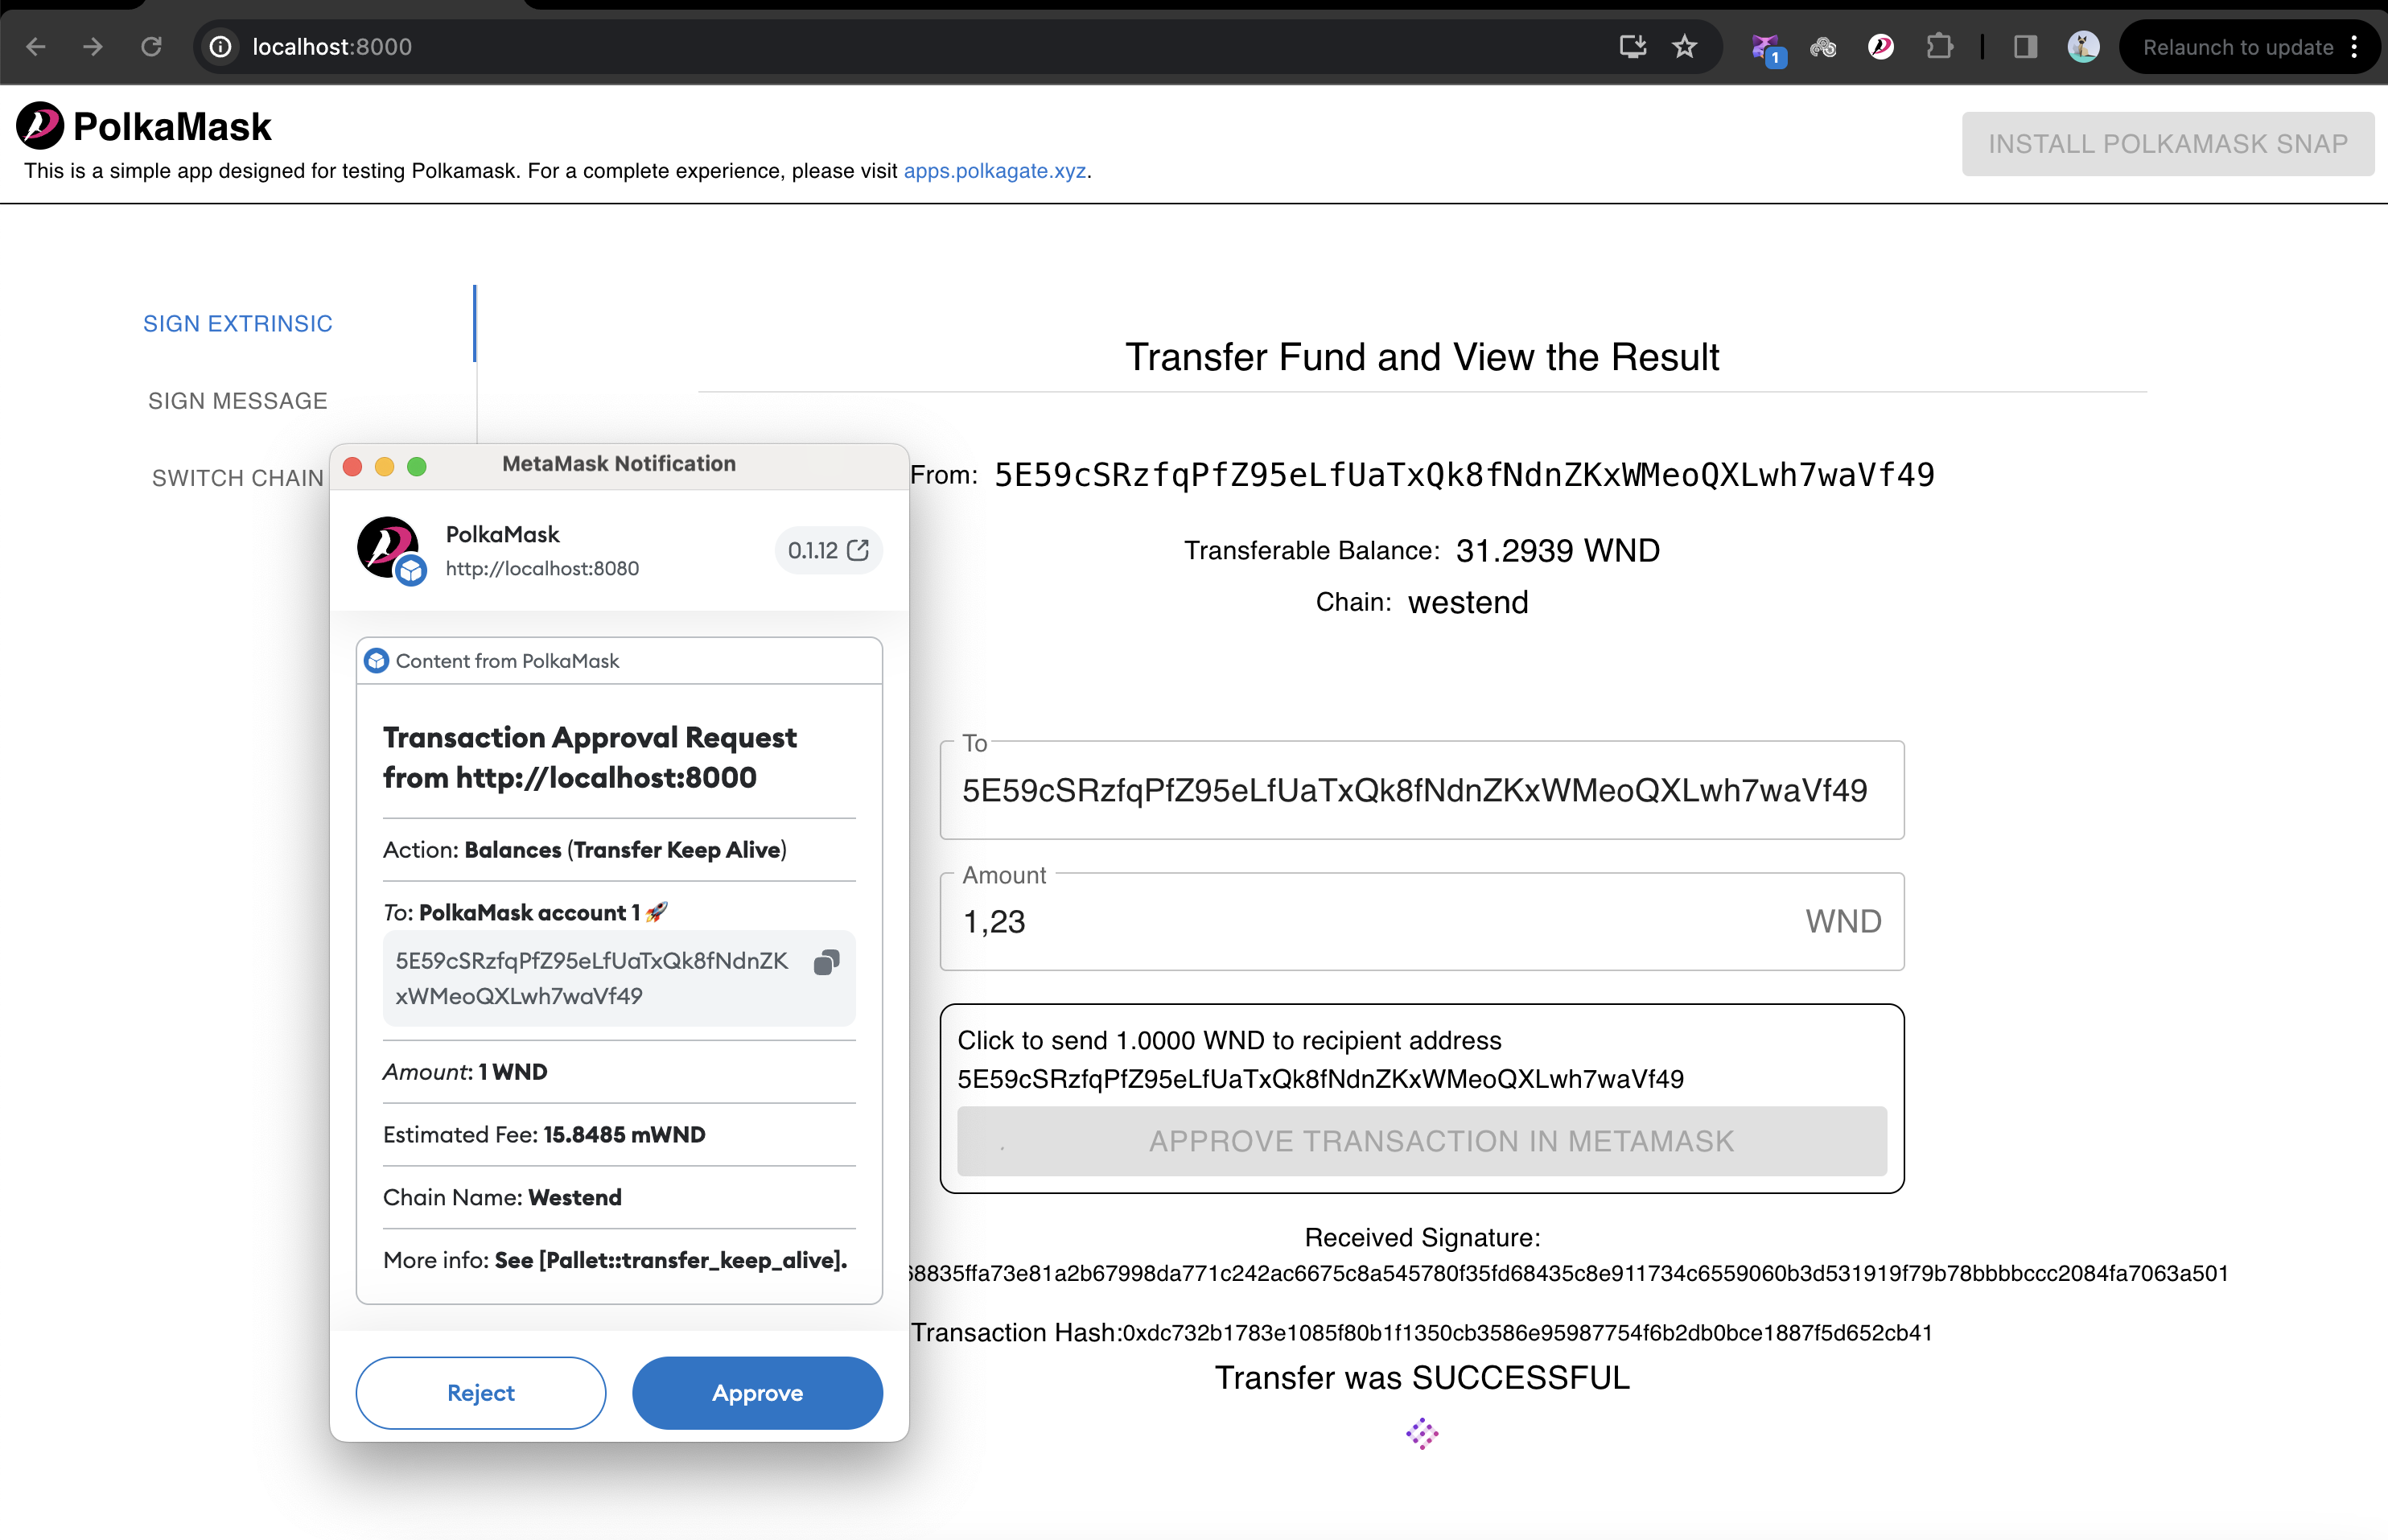 localhost:8000
1
Relaunch to update
PolkaMask
This is a simple app designed for testing Polkamask. For a complete experience, please visit apps.polkagate.xyz.
INSTALL POLKAMASK SNAP
SIGN EXTRINSIC
SIGN MESSAGE
SWITCH CHAIN
Transfer Fund and View the Result
From: 5E59cSRzfqPfZ95eLfUaTxQk8fNdnZKxWMeoQXLwh7waVf49
Transferable Balance: 31.2939 WND
Chain: westend
To
5E59cSRzfqPfZ95eLfUaTxQk8fNdnZKxWMeoQXLwh7waVf49
Amount
1,23 WND
Click to send 1.0000 WND to recipient address
5E59cSRzfqPfZ95eLfUaTxQk8fNdnZKxWMeoQXLwh7waVf49
APPROVE TRANSACTION IN METAMASK
Received Signature:
68835ffa73e81a2b67998da771c242ac6675c8a545780f35fd68435c8e911734c6559060b3d531919f79b78bbbbccc2084fa7063a501
Transaction Hash:0xdc732b1783e1085f80b1f1350cb3586e95987754f6b2db0bce1887f5d652cb41
Transfer was SUCCESSFUL
MetaMask Notification
PolkaMask
http://localhost:8080
0.1.12
Content from PolkaMask
Transaction Approval Request
from http://localhost:8000
Action: Balances (Transfer Keep Alive)
To: PolkaMask account 1 🚀
5E59cSRzfqPfZ95eLfUaTxQk8fNdnZK
xWMeoQXLwh7waVf49
Amount: 1 WND
Estimated Fee: 15.8485 mWND
Chain Name: Westend
More info: See [Pallet::transfer_keep_alive].
Reject
Approve